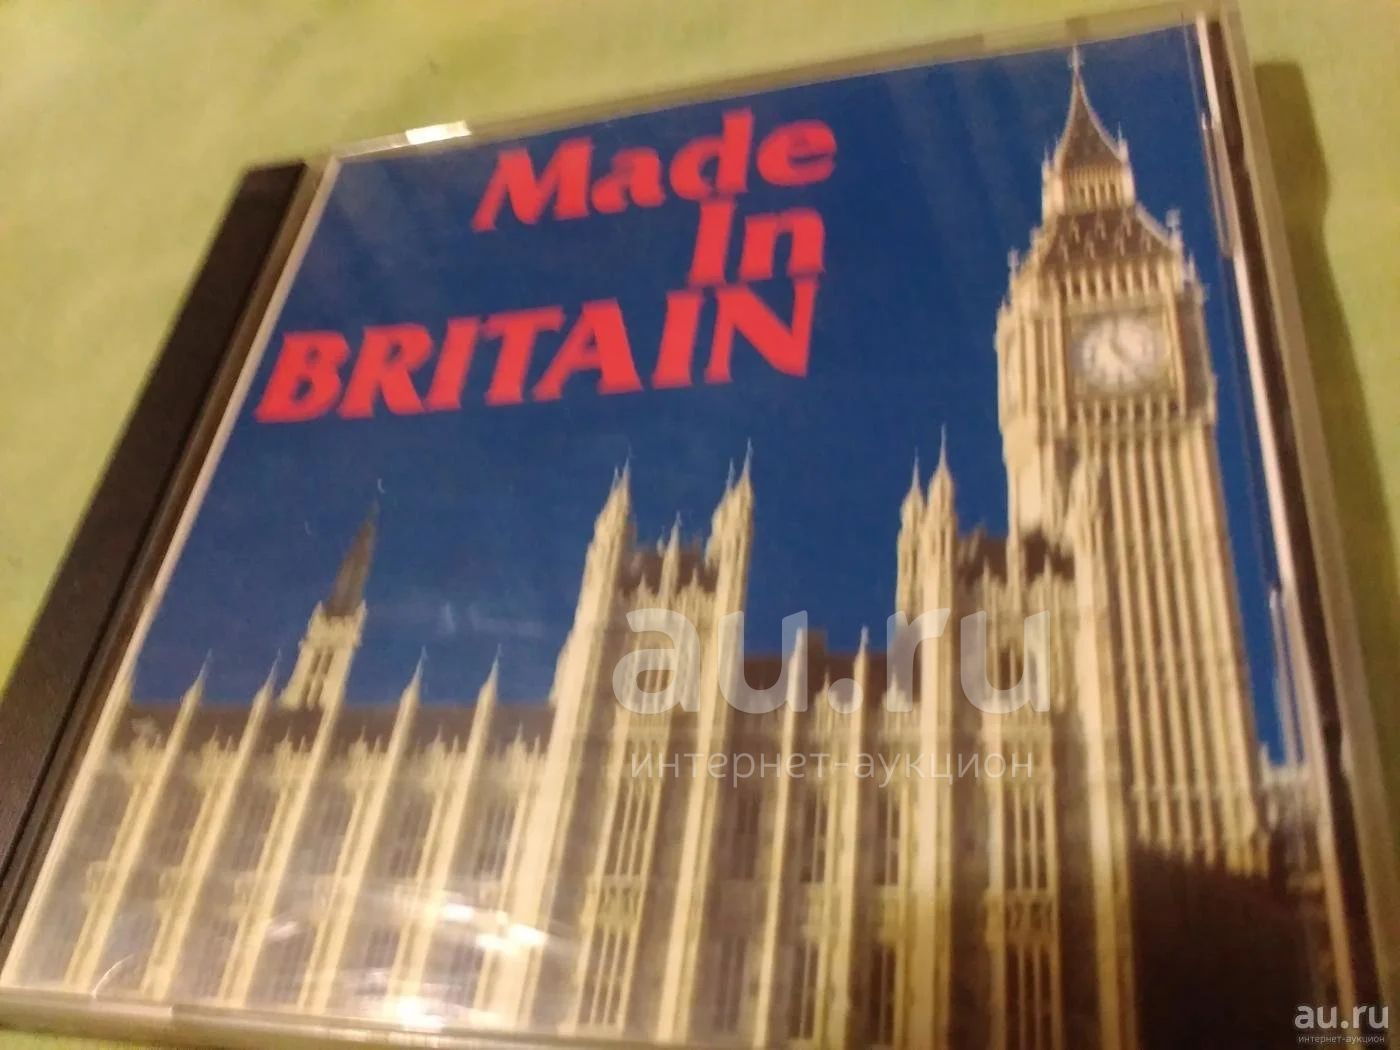 Made
In
BRITAIN
au.ru
интернет-аукцион
au.ru
интернет-аукцион